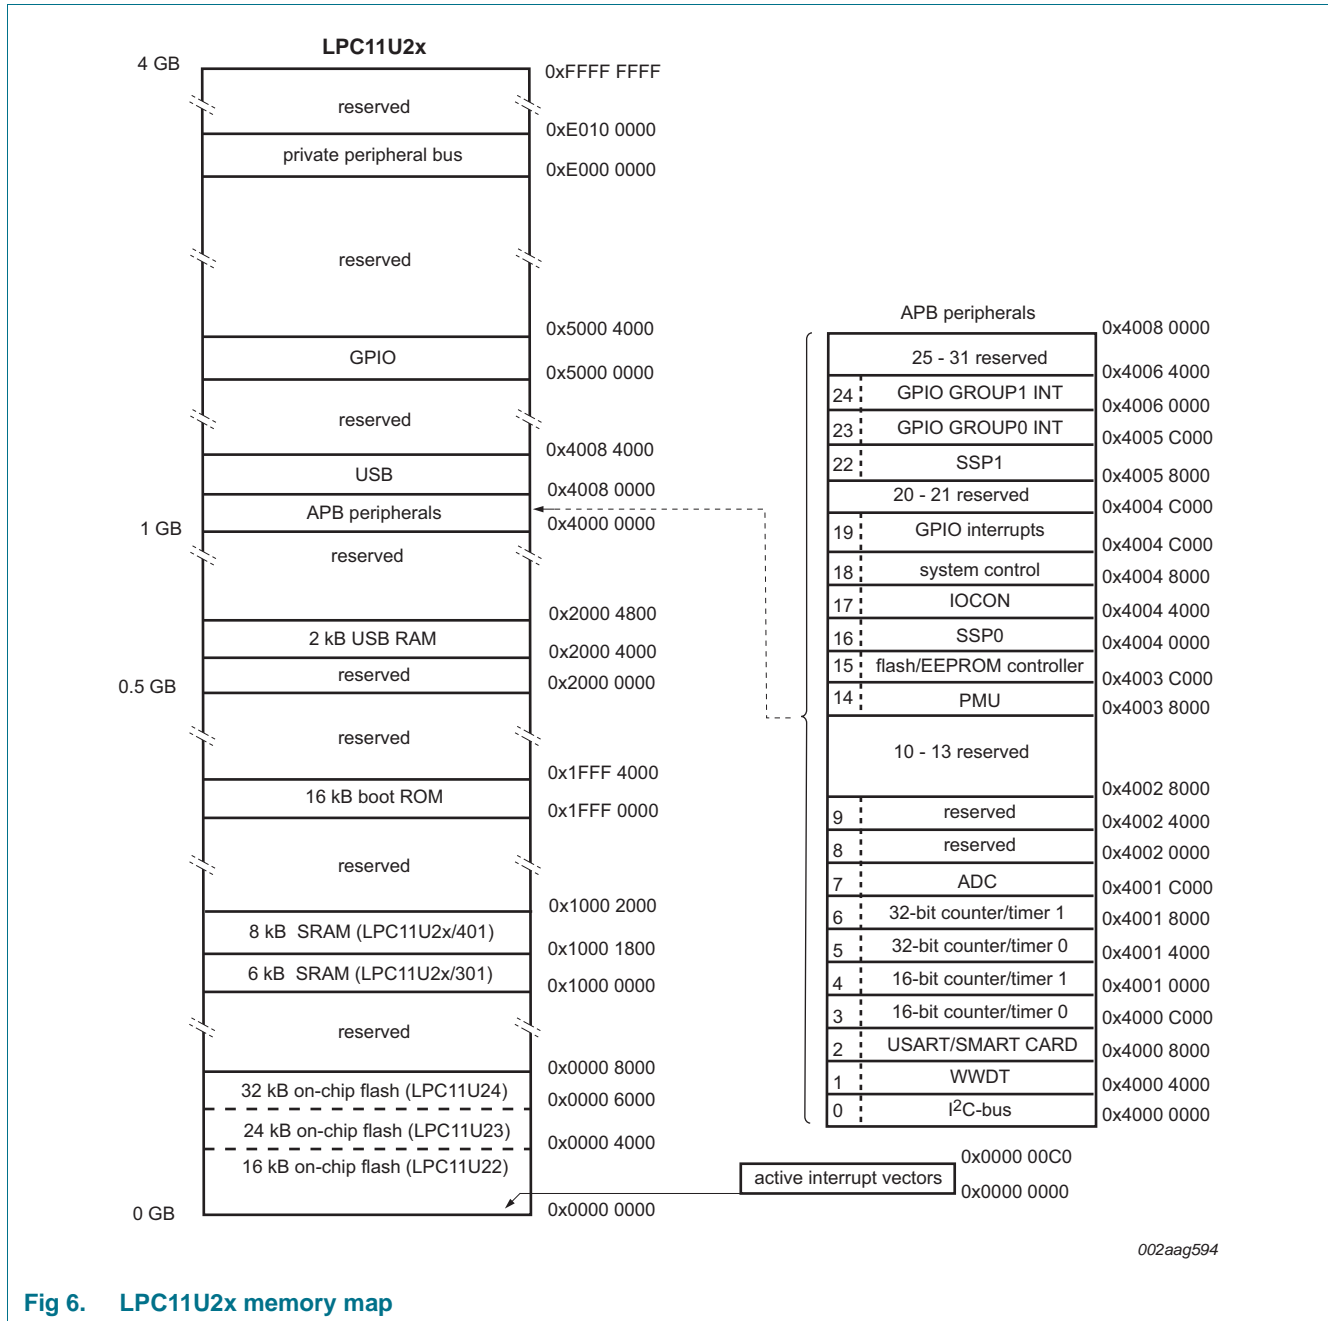 LPC11U2x
4 GB
0xFFFF FFFF
reserved
0xE010 0000
private peripheral bus
0xE000 0000
reserved
0x5000 4000
GPIO
0x5000 0000
reserved
0x4008 4000
USB
0x4008 0000
APB peripherals
0x4000 0000
1 GB
reserved
0x2000 4800
2 kB USB RAM
0x2000 4000
reserved
0x2000 0000
0.5 GB
reserved
0x1FFF 4000
16 kB boot ROM
0x1FFF 0000
reserved
0x1000 2000
8 kB SRAM (LPC11U2x/401)
0x1000 1800
6 kB SRAM (LPC11U2x/301)
0x1000 0000
reserved
0x0000 8000
32 kB on-chip flash (LPC11U24)
0x0000 6000
24 kB on-chip flash (LPC11U23)
0x0000 4000
16 kB on-chip flash (LPC11U22)
0x0000 0000
0 GB
APB peripherals
0x4008 0000
25 - 31 reserved
0x4006 4000
24 GPIO GROUP1 INT
0x4006 0000
23 GPIO GROUP0 INT
0x4005 C000
22 SSP1
0x4005 8000
20 - 21 reserved
0x4004 C000
19 GPIO interrupts
0x4004 C000
18 system control
0x4004 8000
17 IOCON
0x4004 4000
16 SSP0
0x4004 0000
15 flash/EEPROM controller
0x4003 C000
14 PMU
0x4003 8000
10 - 13 reserved
0x4002 8000
9 reserved
0x4002 4000
8 reserved
0x4002 0000
7 ADC
0x4001 C000
6 32-bit counter/timer 1
0x4001 8000
5 32-bit counter/timer 0
0x4001 4000
4 16-bit counter/timer 1
0x4001 0000
3 16-bit counter/timer 0
0x4000 C000
2 USART/SMART CARD
0x4000 8000
1 WWDT
0x4000 4000
0 I2C-bus
0x4000 0000
0x0000 00C0
active interrupt vectors
0x0000 0000
002aag594
Fig 6. LPC11U2x memory map